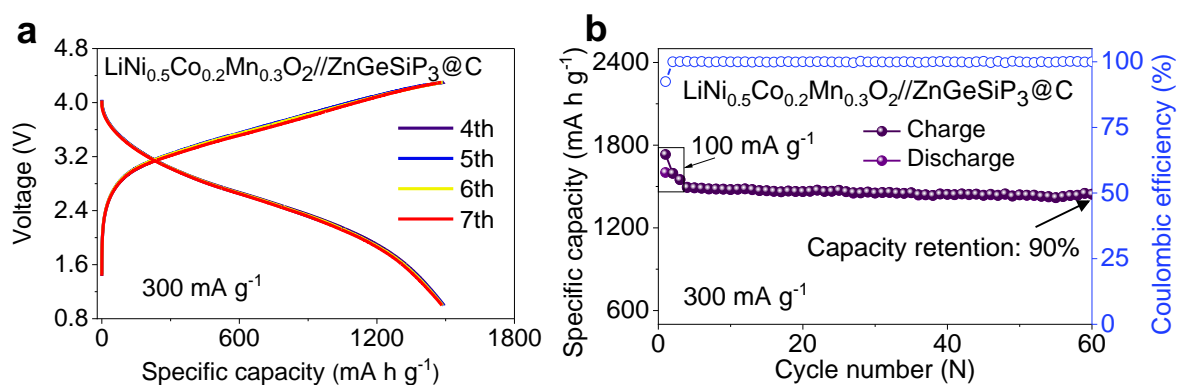 a
4.8
4.0
3.2
2.4
1.6
0.8
Voltage (V)
LiNi0.5Co0.2Mn0.3O2//ZnGeSiP3@C
4th
5th
6th
7th
300 mA g-1
0
600
1200
1800
Specific capacity (mA h g-1)
b
2400
1800
1200
600
Specific capacity (mA h g-1)
LiNi0.5Co0.2Mn0.3O2//ZnGeSiP3@C
Charge
Discharge
100 mA g-1
Capacity retention: 90%
300 mA g-1
0
20
40
60
Cycle number (N)
100
75
50
25
0
Coulombic efficiency (%)